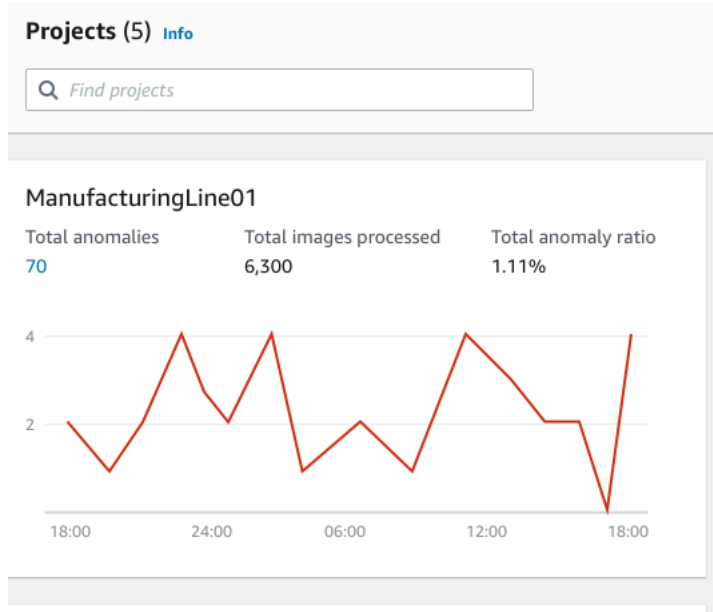 Projects (5) Info
Find projects
ManufacturingLine01
Total anomalies Total images processed Total anomaly ratio
70 6,300 1.11%
4
2
18:00 24:00 06:00 12:00 18:00